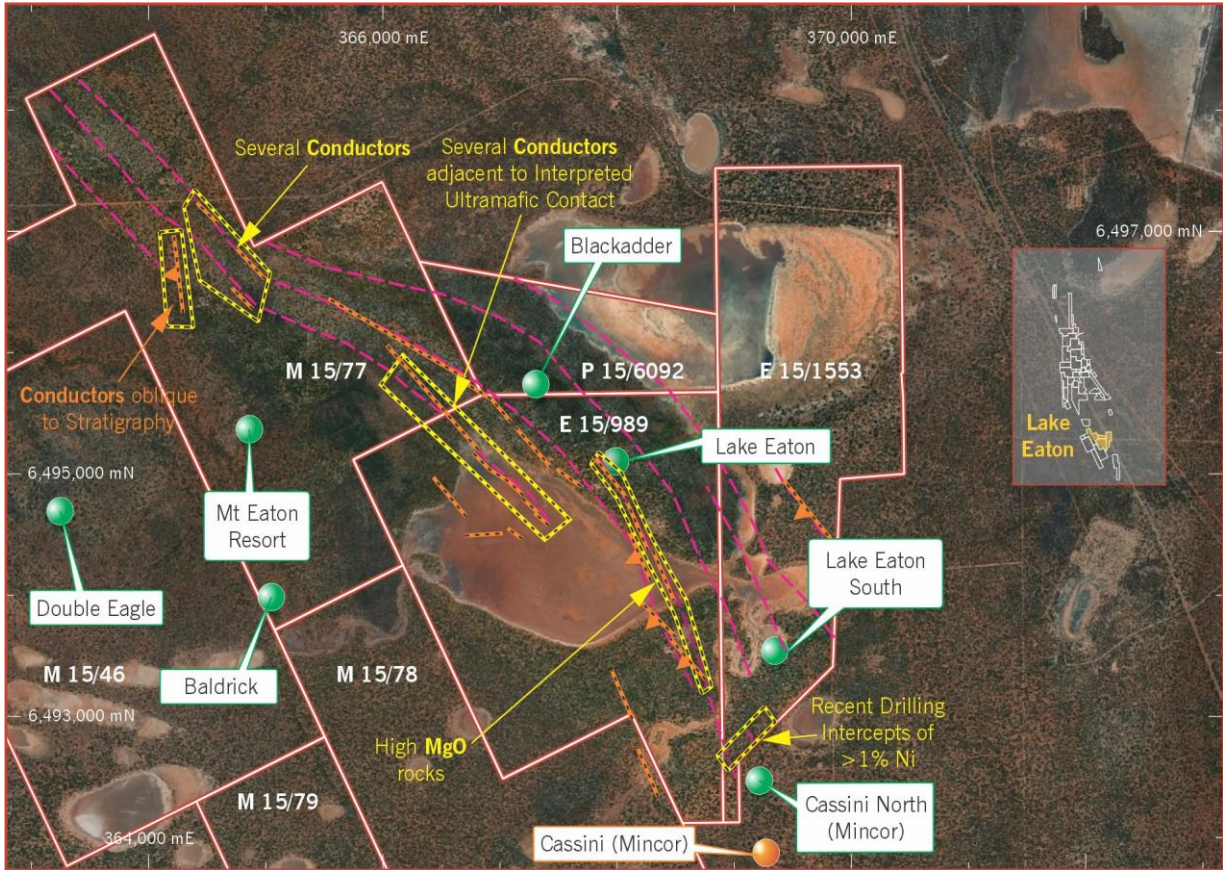 366,000 mE
370,000 mE
Several Conductors
Several Conductors
adjacent to Interpreted
Ultramafic Contact
Blackadder
6,497,000 mN
M 15/77
P 15/6092
E 15/1553
Conductors oblique
to Stratigraphy
E 15/989
Lake Eaton
Lake
Eaton
6,495,000 mN
Mt Eaton
Resort
Double Eagle
Lake Eaton
South
M 15/46
Baldrick
M 15/78
6,493,000 mN
High MgO
rocks
Recent Drilling
Intercepts of
>1% Ni
M 15/79
Cassini North
(Mincor)
364,000 mE
Cassini (Mincor)